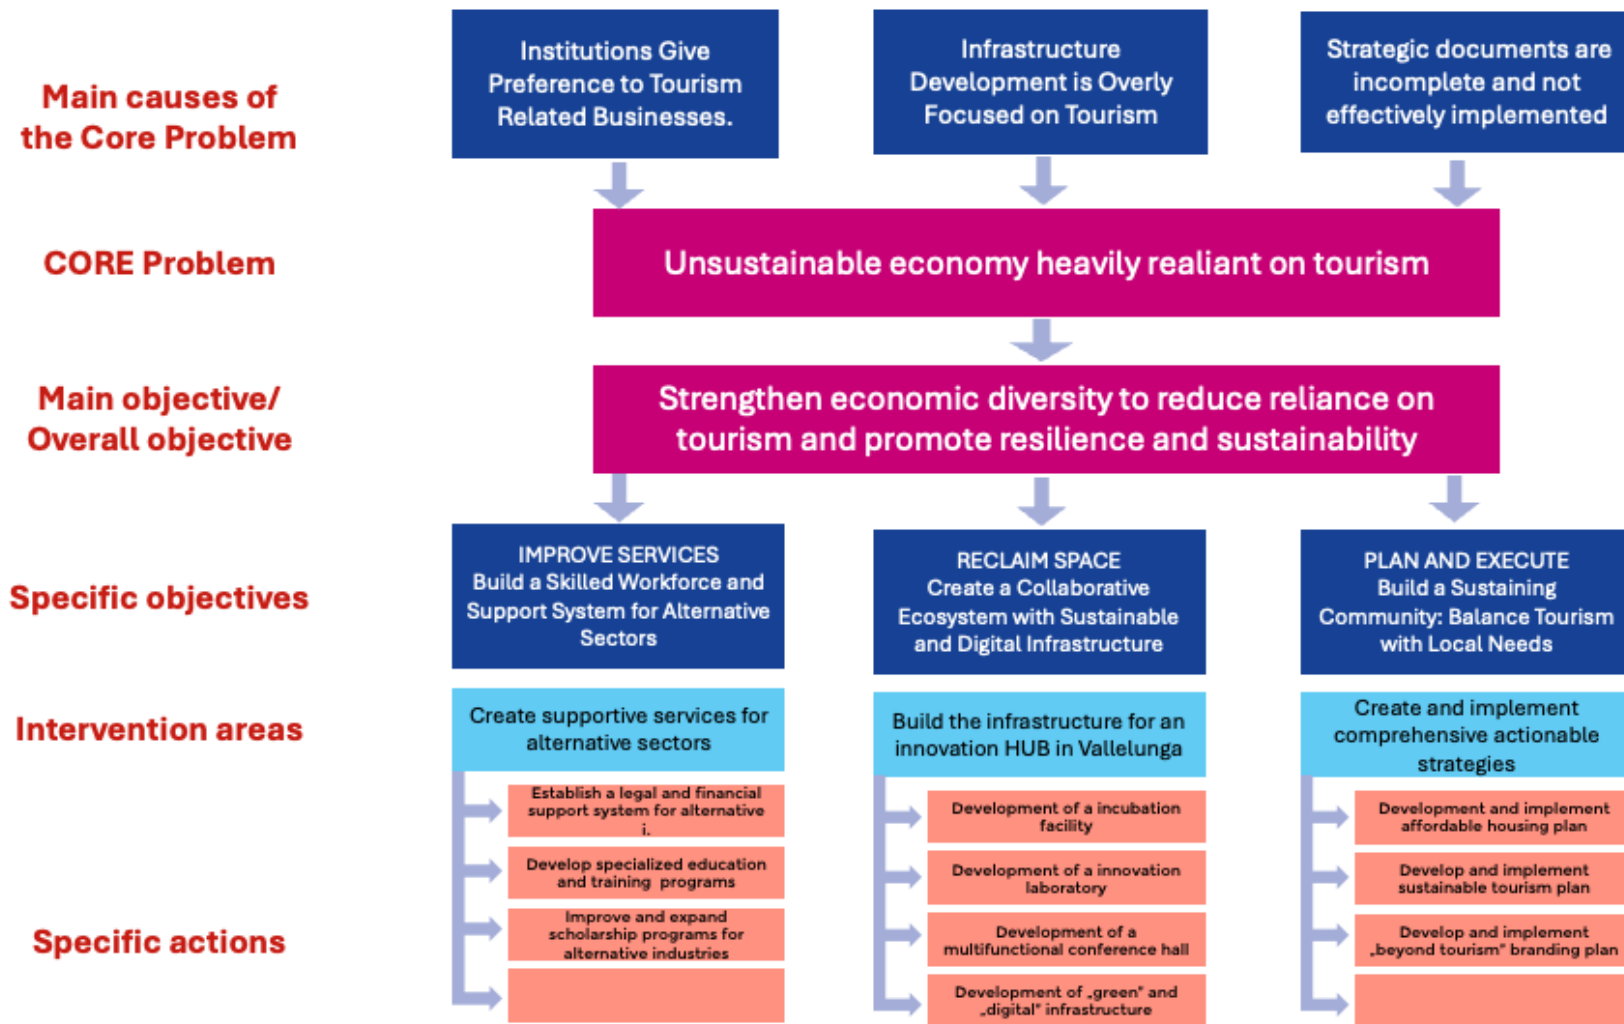 Main causes of
the Core Problem
Institutions Give
Preference to Tourism
Related Businesses.
Infrastructure
Development is Overly
Focused on Tourism
Strategic documents are
incomplete and not
effectively implemented
CORE Problem
Unsustainable economy heavily realiant on tourism
Main objective/
Overall objective
Strengthen economic diversity to reduce reliance on
tourism and promote resilience and sustainability
Specific objectives
IMPROVE SERVICES
Build a Skilled Workforce and
Support System for Alternative
Sectors
RECLAIM SPACE
Create a Collaborative
Ecosystem with Sustainable
and Digital Infrastructure
PLAN AND EXECUTE
Build a Sustaining
Community: Balance Tourism
with Local Needs
Intervention areas
Create supportive services for
alternative sectors
Build the infrastructure for an
innovation HUB in Vallelunga
Create and implement
comprehensive actionable
strategies
Specific actions
Establish a legal and financial
support system for alternative
i.
Develop specialized education
and training programs
Improve and expand
scholarship programs for
alternative industries
Development of a incubation
facility
Development of a innovation
laboratory
Development of a
multifunctional conference hall
Development of „green” and
„digital” infrastructure
Development and implement
affordable housing plan
Develop and implement
sustainable tourism plan
Develop and implement
„beyond tourism” branding plan